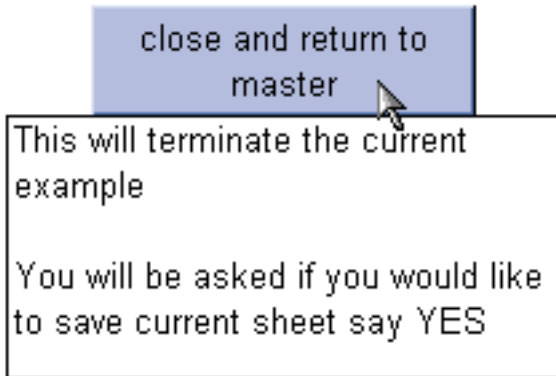 close and return to
master
This will terminate the current
example
You will be asked if you would like
to save current sheet say YES